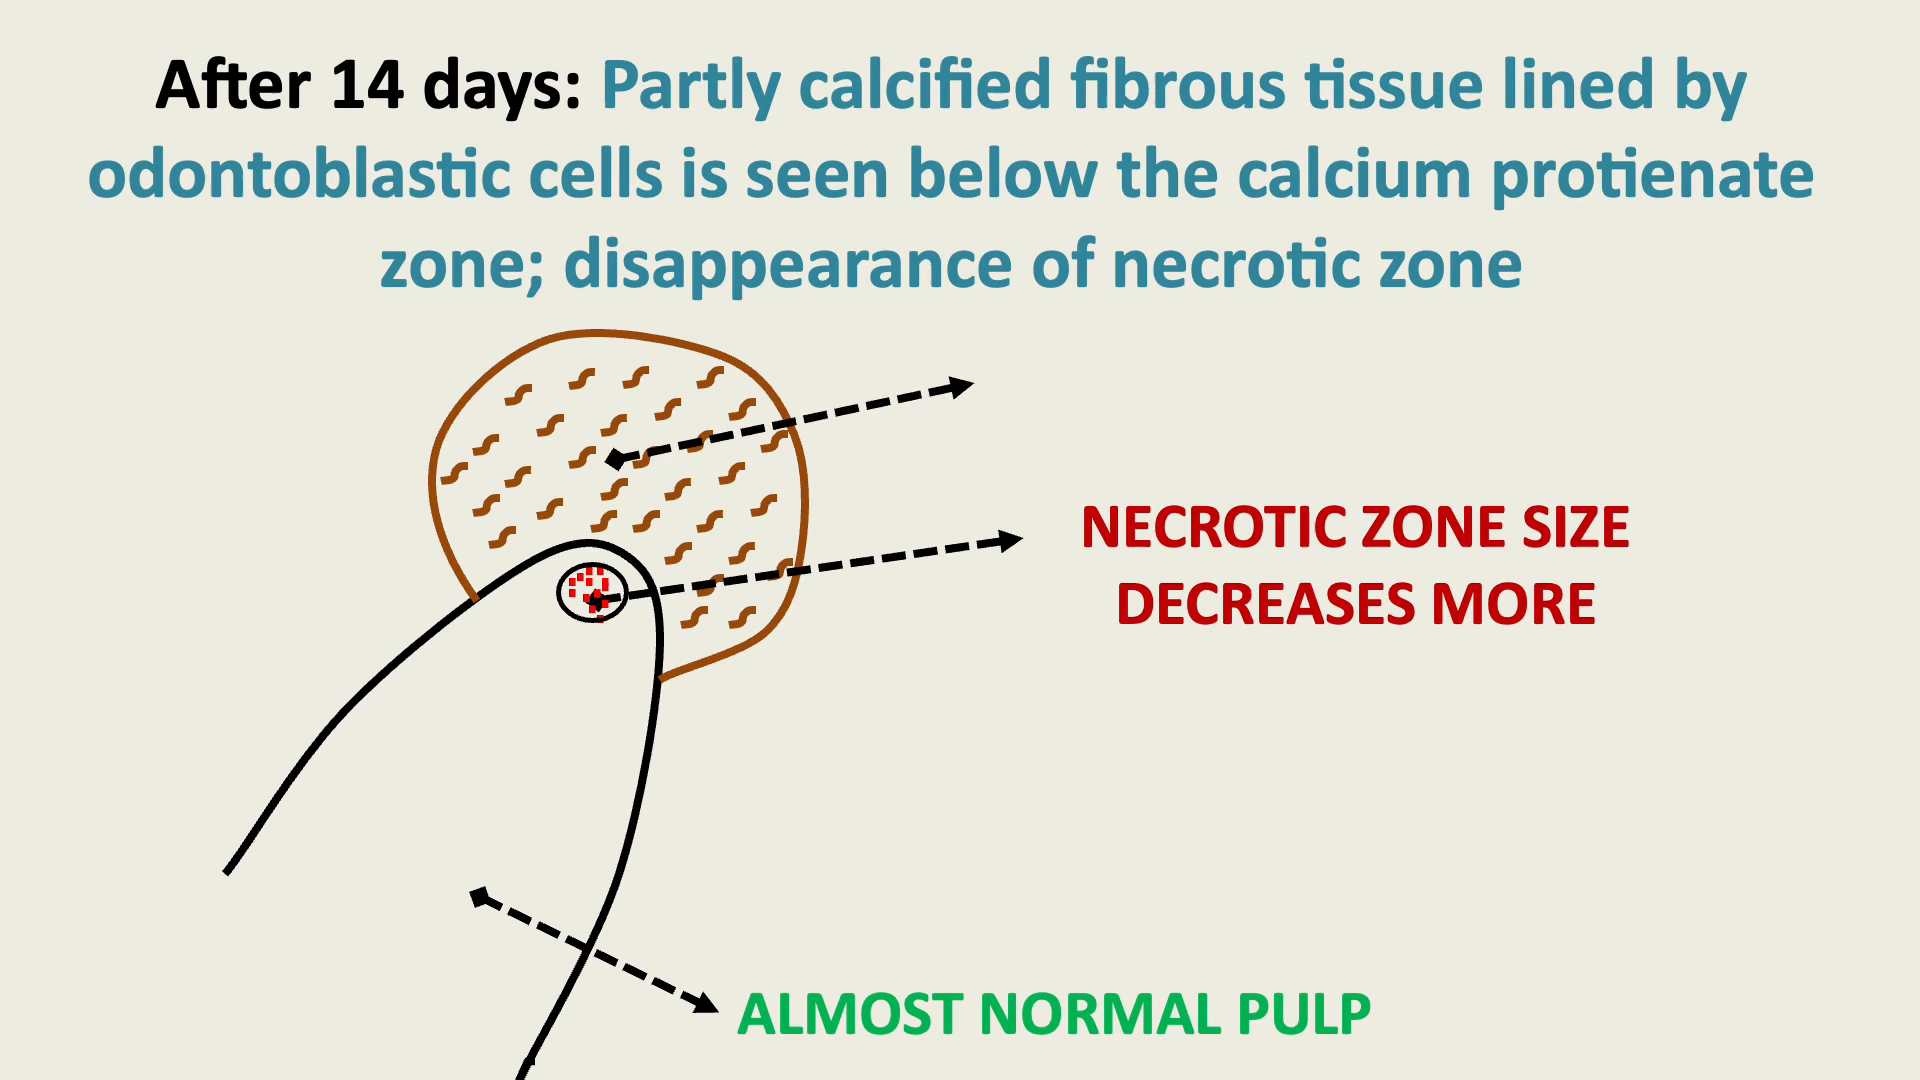 After 14 days: Partly calcified fibrous tissue lined by
odontoblastic cells is seen below the calcium protienate
zone; disappearance of necrotic zone
NECROTIC ZONE SIZE
DECREASES MORE
ALMOST NORMAL PULP